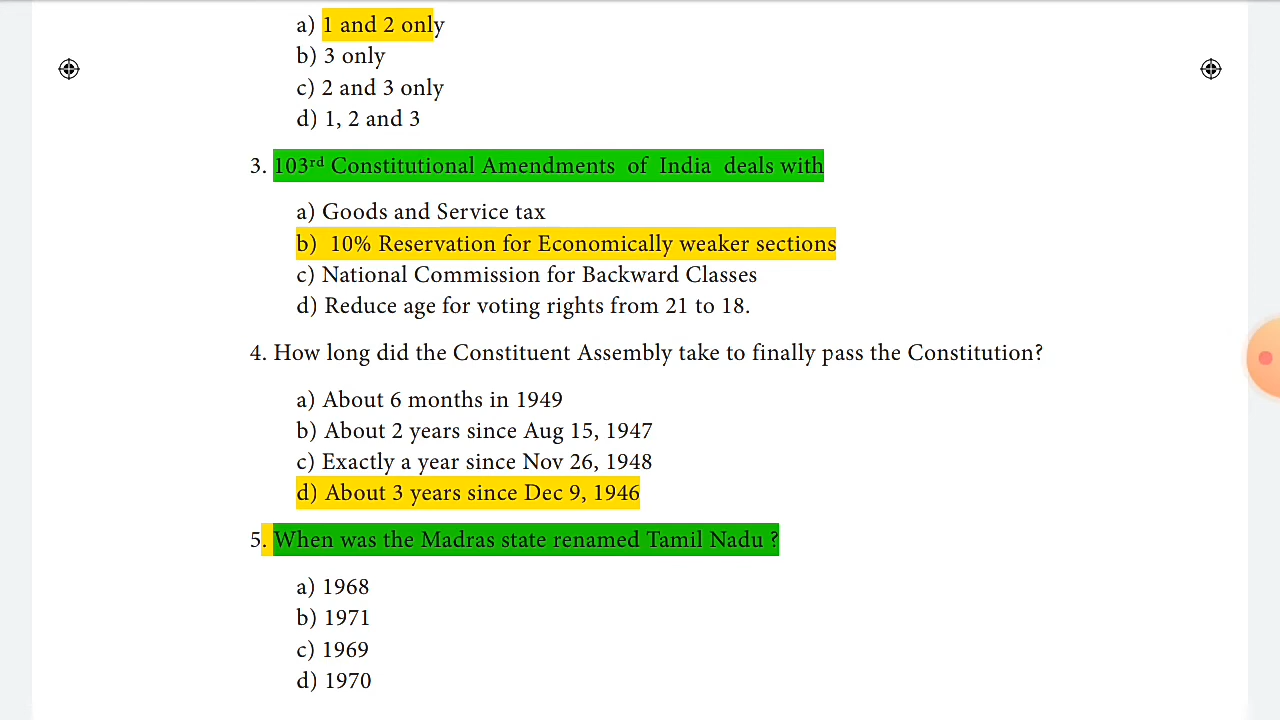 a) 1 and 2 only
b) 3 only
c) 2 and 3 only
d) 1, 2 and 3
3. 103rd Constitutional Amendments of India deals with
a) Goods and Service tax
b) 10% Reservation for Economically weaker sections
c) National Commission for Backward Classes
d) Reduce age for voting rights from 21 to 18.
4. How long did the Constituent Assembly take to finally pass the Constitution?
a) About 6 months in 1949
b) About 2 years since Aug 15, 1947
c) Exactly a year since Nov 26, 1948
d) About 3 years since Dec 9, 1946
5. When was the Madras state renamed Tamil Nadu ?
a) 1968
b) 1971
c) 1969
d) 1970